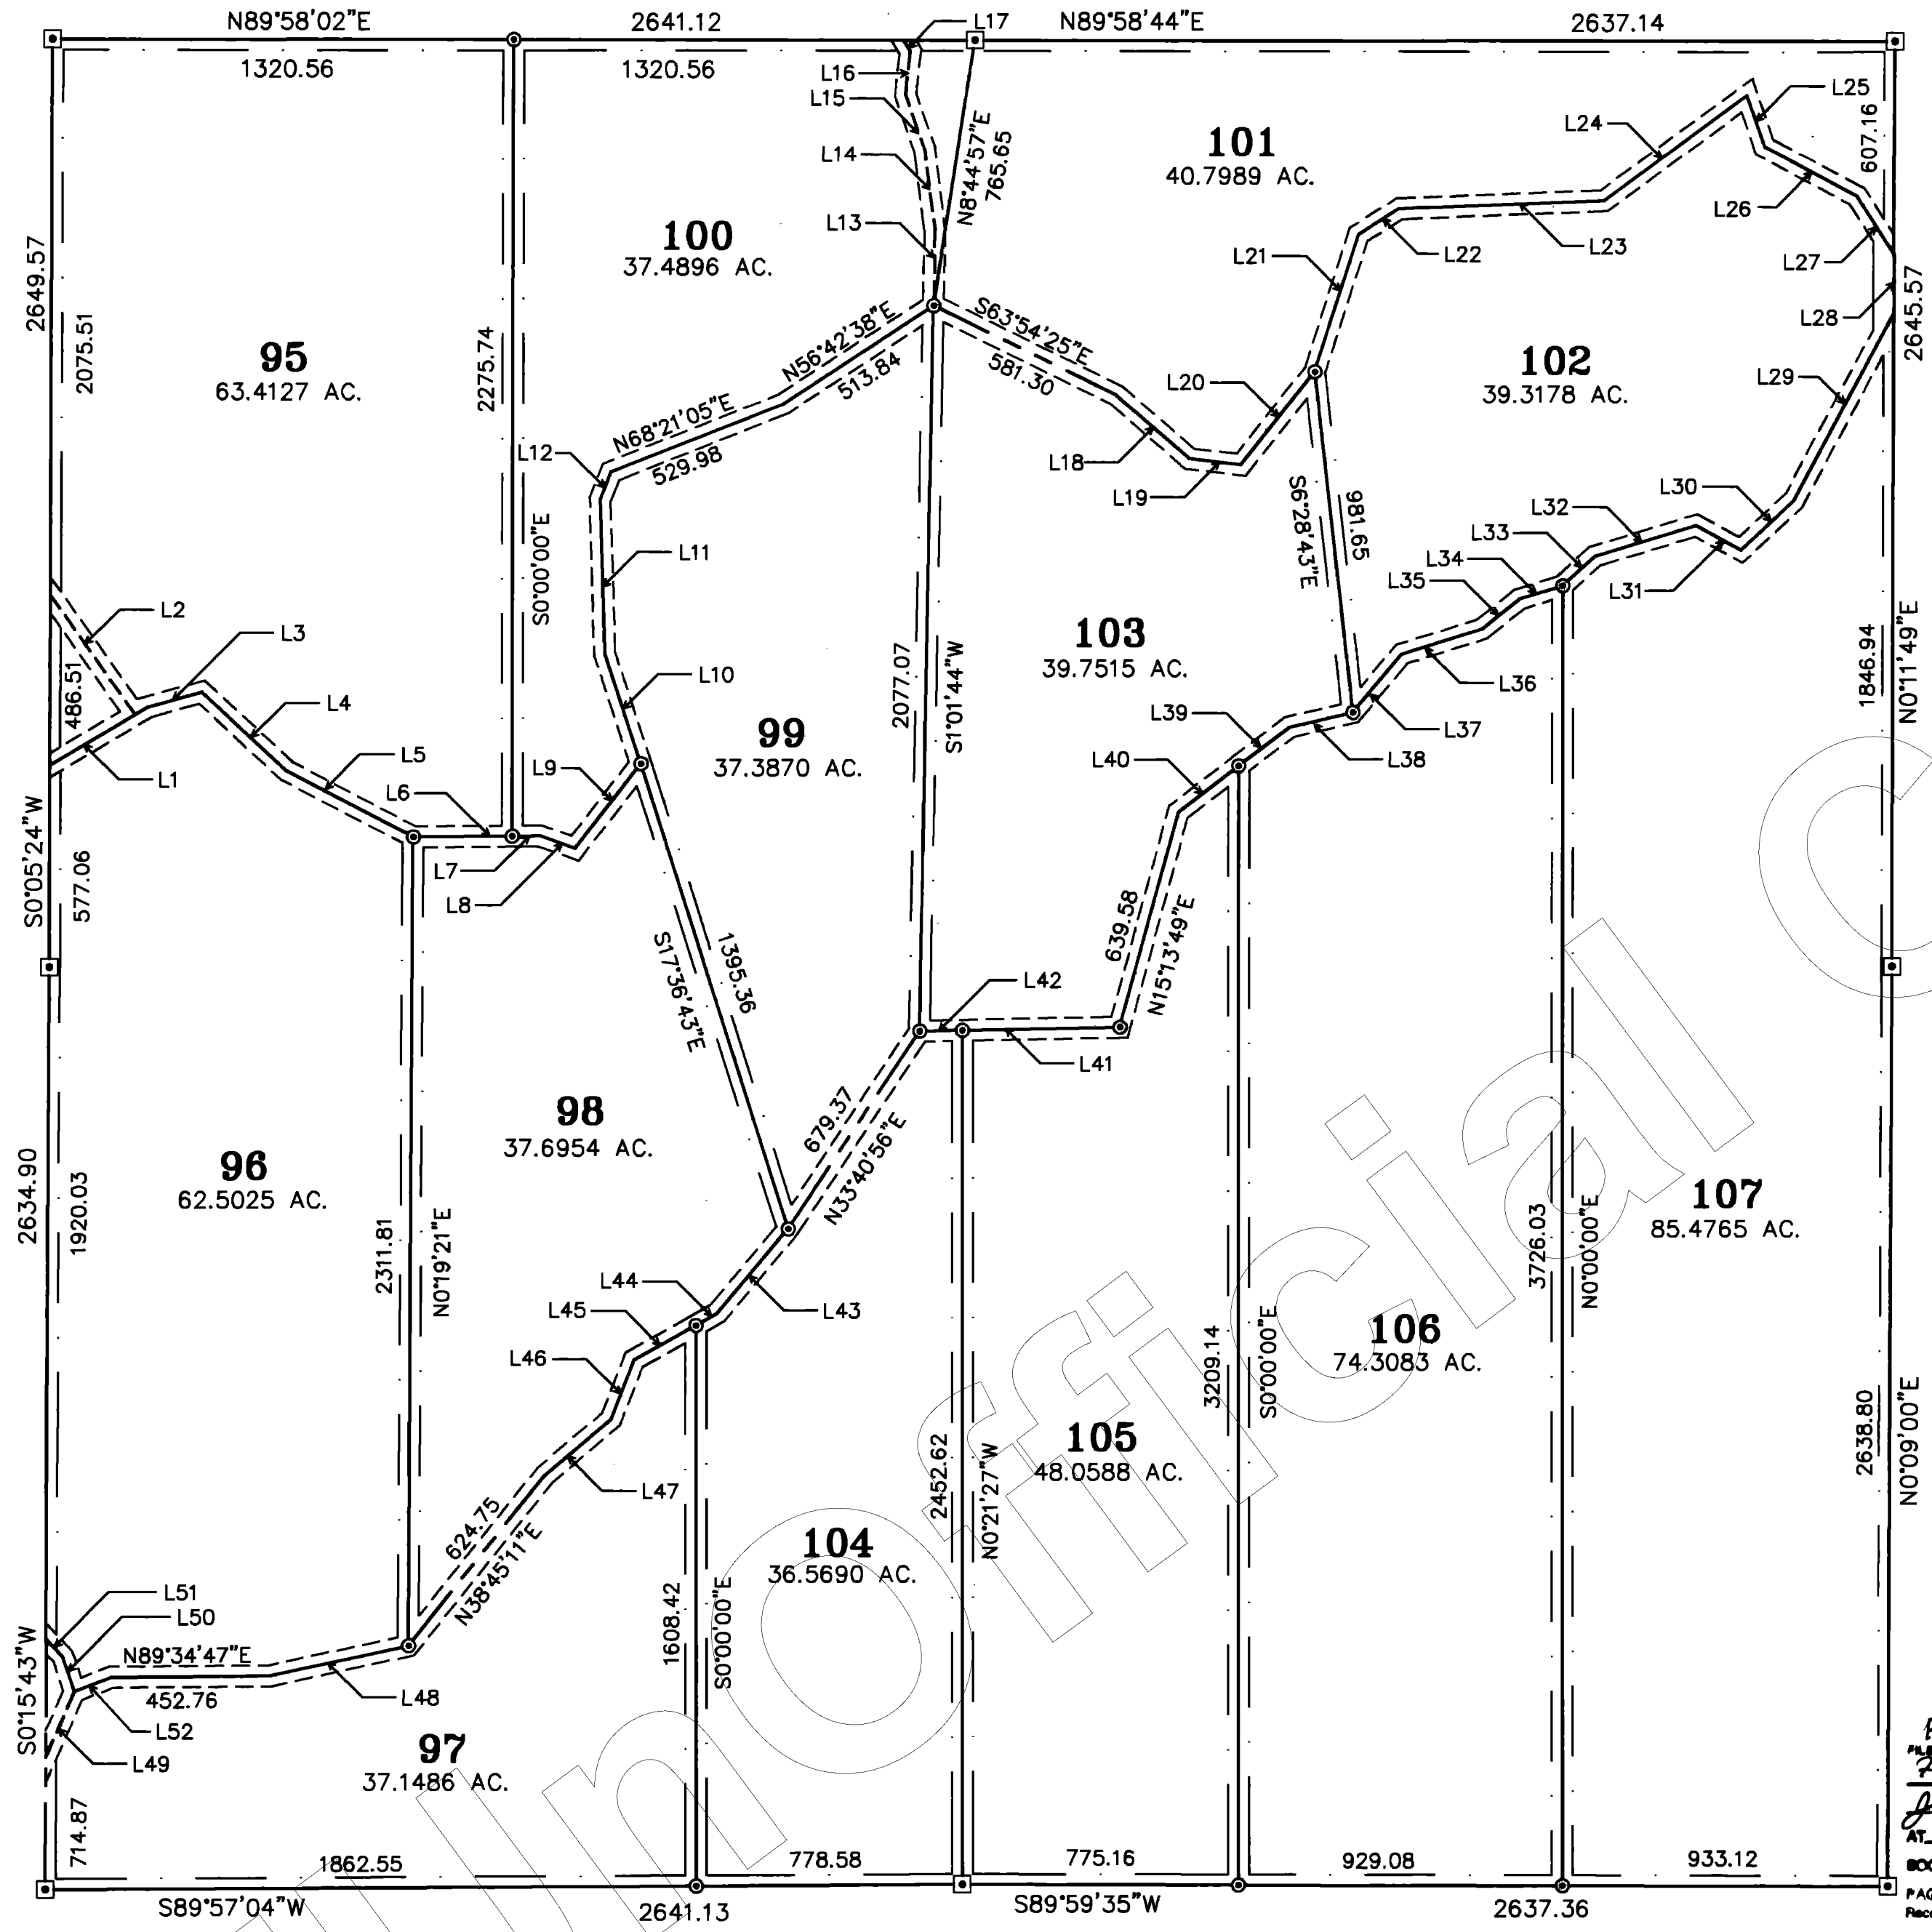 N89°58'02"E
2641.12
L17
N89°58'44"E
2637.14
1320.56
1320.56
L16
L15
L14
L13
N8°44'57"E
765.65
101
40.7989 AC.
L24
L25
607.16
L26
L27
L28
2645.57
L21
L22
L23
100
37.4896 AC.
2649.57
2075.51
95
63.4127 AC.
2275.74
S0°00'00"E
N56°42'38"E
513.84
N68°21'05"E
529.98
L12
S63°54'25"E
581.30
L20
L18
L19
102
39.3178 AC.
L29
L30
L32
L33
L34
L35
L31
S6°28'43"E
981.65
L11
L10
L2
L3
486.51
L4
L5
L1
L6
L9
L7
L8
99
37.3870 AC.
2077.07
S1°01'44"W
103
39.7515 AC.
L36
L37
L38
L39
L40
1846.94
N0°11'49"E
S0°05'24"W
577.06
1395.36
S17°36'43"E
639.58
N15°13'49"E
L42
L41
98
37.6954 AC.
679.37
N33°40'56"E
96
62.5025 AC.
2634.90
1920.03
2311.81
N0°19'21"E
107
85.4765 AC.
3726.03
N0°00'00"E
L44
L45
L43
L46
106
74.3083 AC.
3209.14
S0°00'00"E
105
48.0588 AC.
2452.62
N0°21'27"W
2638.80
N0°09'00"E
L47
624.75
N38°45'11"E
104
36.5690 AC.
1608.42
S0°00'00"E
L51
L50
N89°34'47"E
452.76
L48
L52
L49
S0°15'43"W
97
37.1486 AC.
714.87
1862.55
778.58
775.16
929.08
933.12
S89°57'04"W
2641.13
S89°59'35"W
2637.36
AT
Unofficial